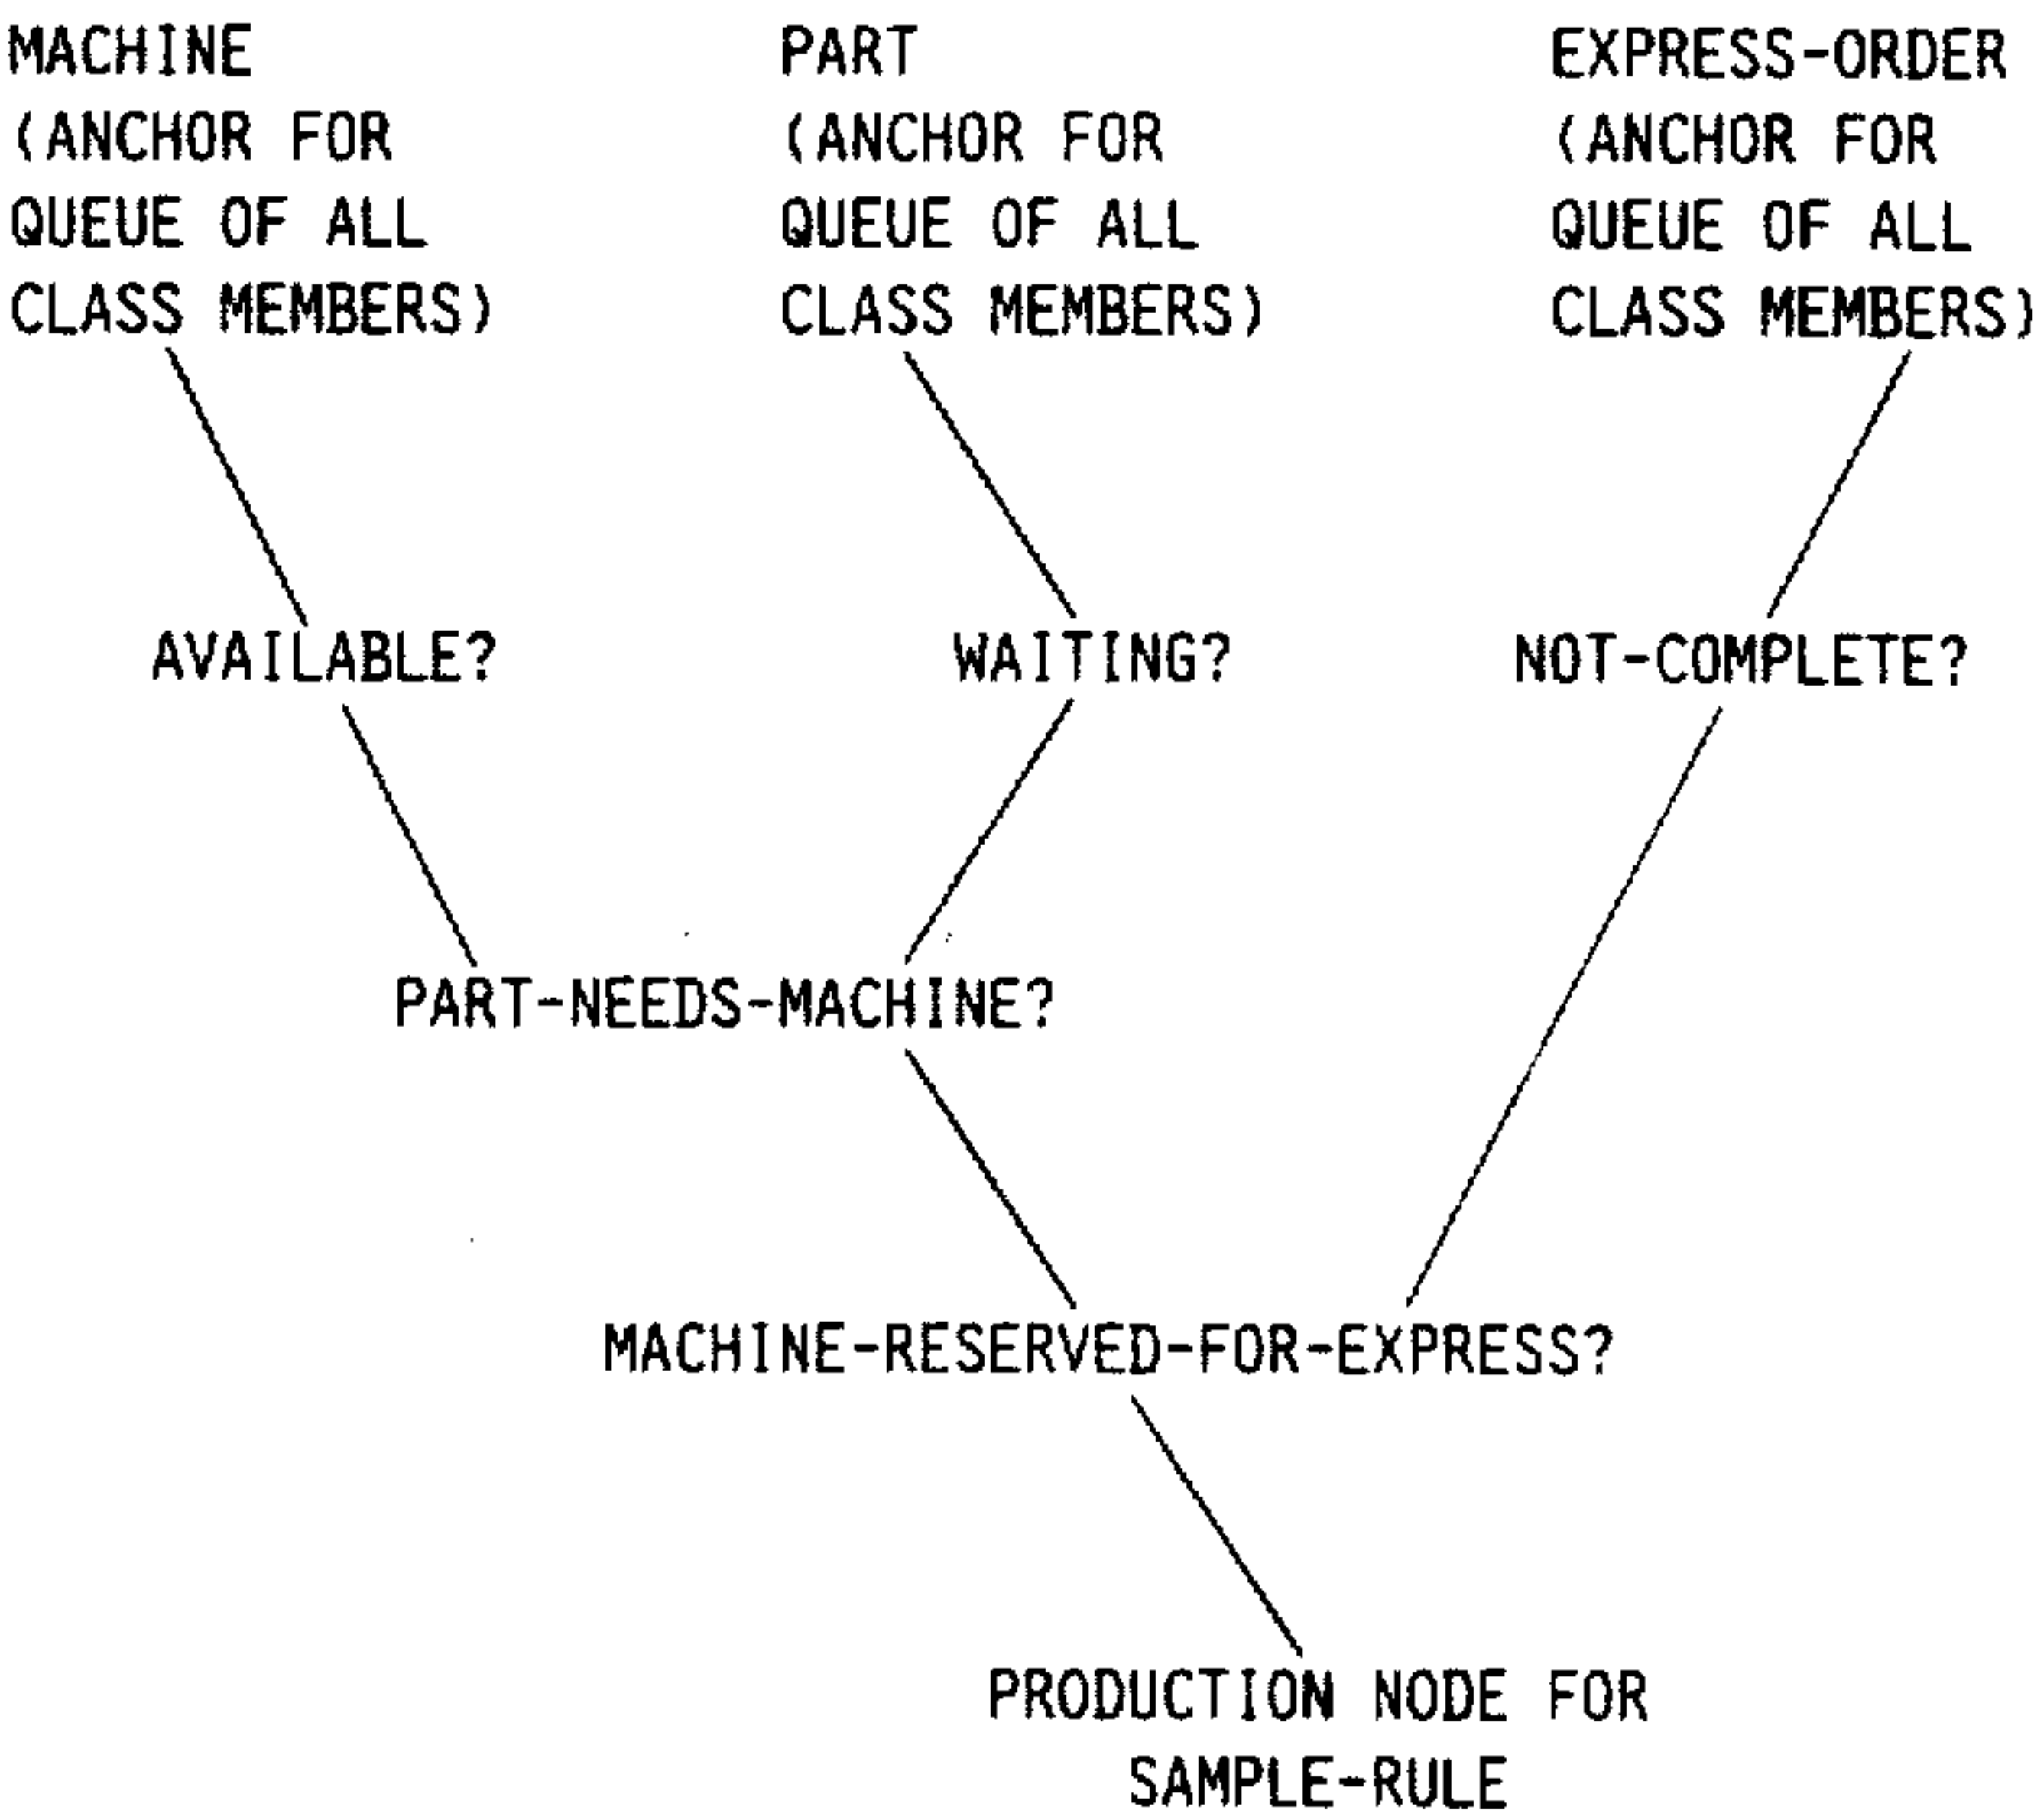 MACHINE
(ANCHOR FOR
QUEUE OF ALL
CLASS MEMBERS)
PART
(ANCHOR FOR
QUEUE OF ALL
CLASS MEMBERS)
EXPRESS-ORDER
(ANCHOR FOR
QUEUE OF ALL
CLASS MEMBERS)
AVAILABLE?
WAITING?
NOT-COMPLETE?
PART-NEEDS-MACHINE?
MACHINE-RESERVED-FOR-EXPRESS?
PRODUCTION NODE FOR
SAMPLE-RULE